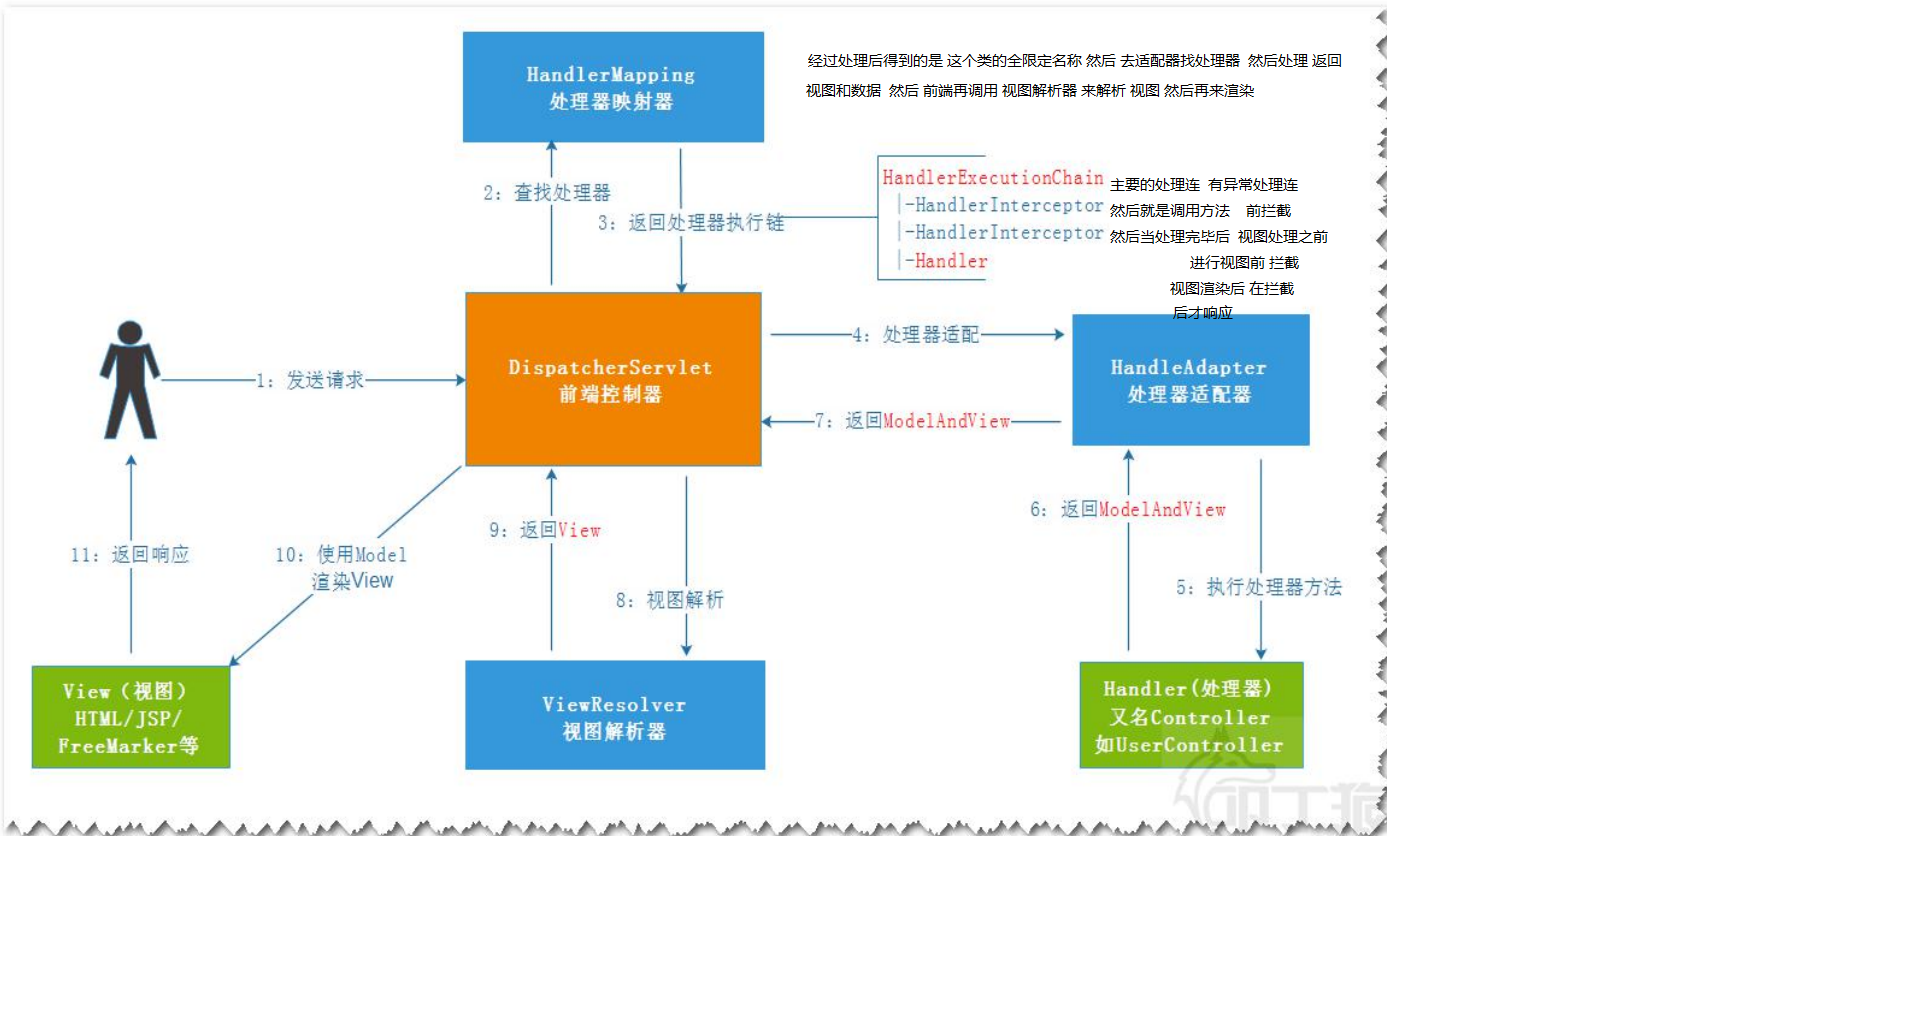 HandlerMapping
处理器映射器
经过处理后得到的是 这个类的全限定名称 然后 去适配器找处理器 然后处理 返回
视图和数据 然后 前端再调用 视图解析器 来解析 视图 然后再来渲染
2: 查找处理器
3: 返回处理器执行链
HandlerExecutionChain
|-HandlerInterceptor
|-HandlerInterceptor
|-Handler
主要的处理连 有异常处理连
然后就是调用方法 前拦截
然后当处理完毕后 视图处理之前
进行视图前 拦截
视图渲染后 在拦截
后才响应
1: 发送请求
DispatcherServlet
前端控制器
4: 处理器适配
HandleAdapter
处理器适配器
7: 返回ModelAndView
6: 返回ModelAndView
5: 执行处理器方法
9: 返回View
8: 视图解析
10: 使用Model
渲染View
11: 返回响应
View（视图）
HTML/JSP/
FreeMarker等
ViewResolver
视图解析器
Handler(处理器)
又名Controller
如UserController